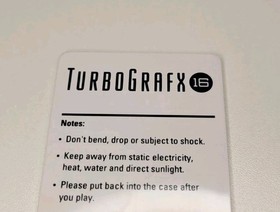 TURBOGRAFX 16
Notes:
• Don't bend, drop or subject to shock.
• Keep away from static electricity,
heat, water and direct sunlight.
• Please put back into the case after
you play.